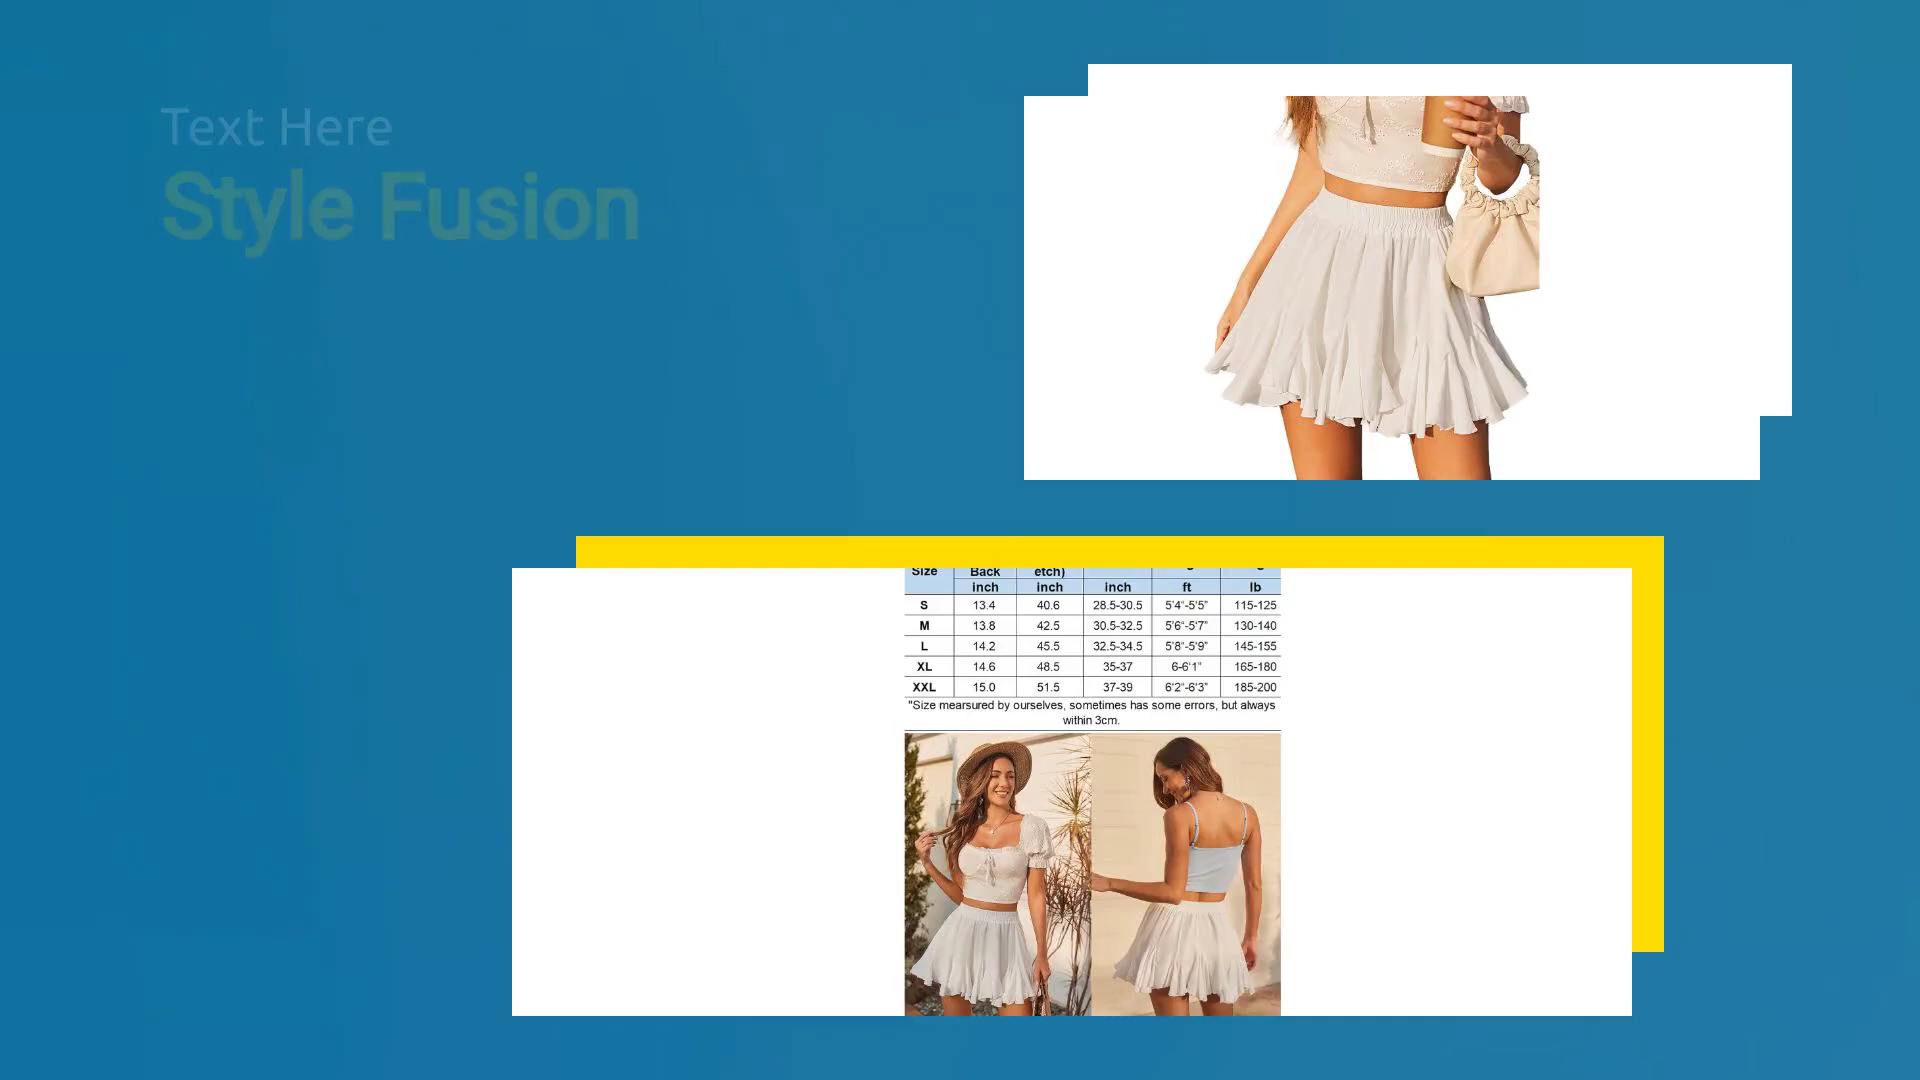 Text Here
Style Fusion
Size Back etch)
inch inch inch ft lb
S 13.4 40.6 28.5-30.5 5'4"-5'5" 115-125
M 13.8 42.5 30.5-32.5 5'6"-5'7" 130-140
L 14.2 45.5 32.5-34.5 5'8"-5'9" 145-155
XL 14.6 48.5 35-37 6-6'1" 165-180
XXL 15.0 51.5 37-39 6'2"-6'3" 185-200
"Size mearsured by ourselves, sometimes has some errors, but always
within 3cm.